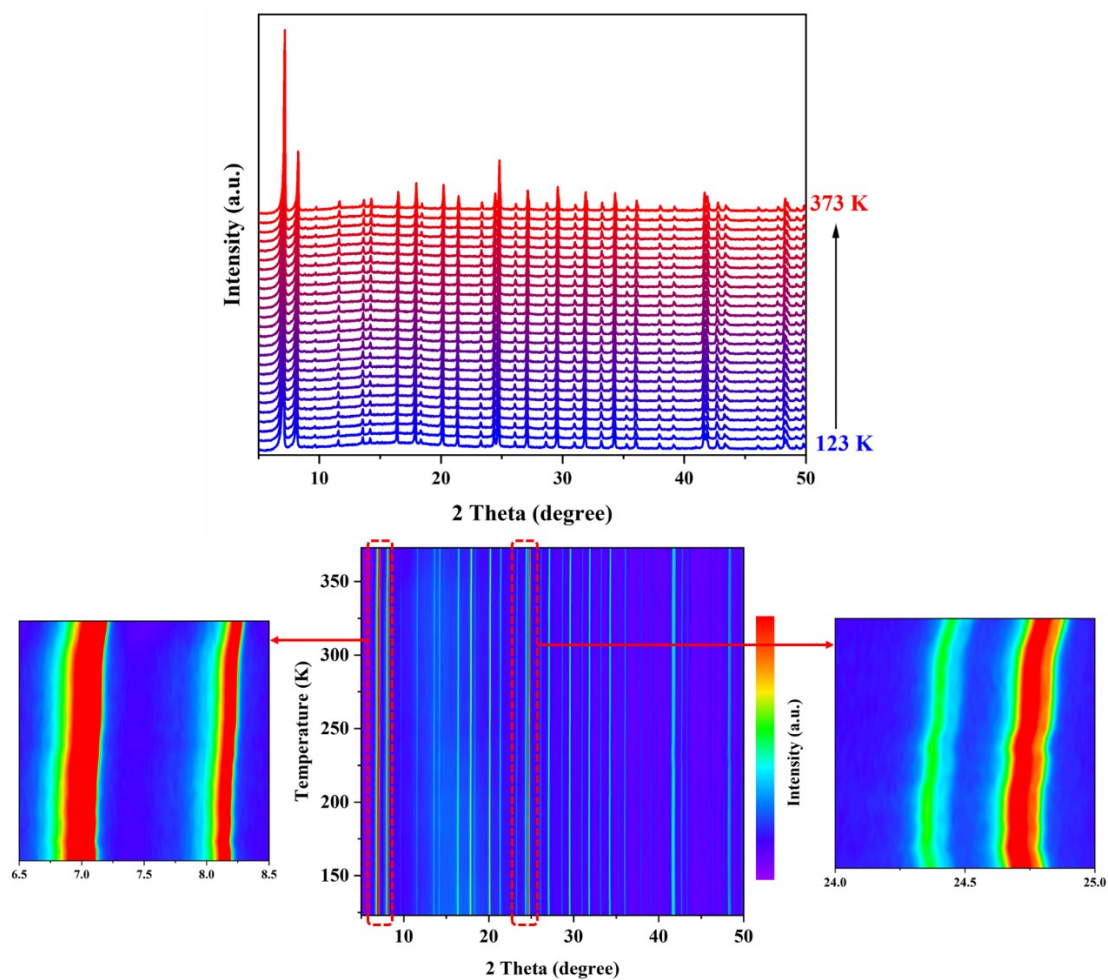 Intensity (a.u.)
373 K
123 K
10 20 30 40 50
2 Theta (degree)
350
300
250
200
150
Temperature (K)
10 20 30 40 50
2 Theta (degree)
Intensity (a.u.)
6.5 7.0 7.5 8.0 8.5
24.0 24.5 25.0